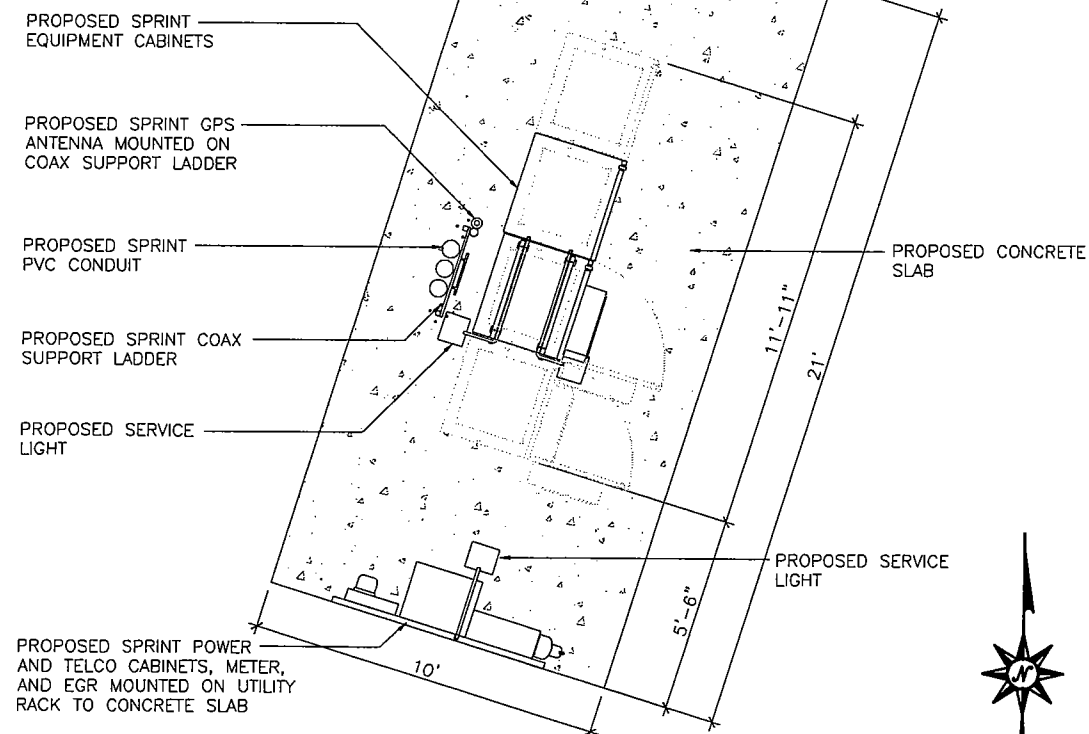 PROPOSED SPRINT
EQUIPMENT CABINETS
PROPOSED SPRINT GPS
ANTENNA MOUNTED ON
COAX SUPPORT LADDER
PROPOSED SPRINT
PVC CONDUIT
PROPOSED CONCRETE
SLAB
11'-11"
21'
PROPOSED SPRINT COAX
SUPPORT LADDER
PROPOSED SERVICE
LIGHT
PROPOSED SERVICE
LIGHT
5'-6"
PROPOSED SPRINT POWER
AND TELCO CABINETS, METER,
AND EGR MOUNTED ON UTILITY
RACK TO CONCRETE SLAB
10'
N